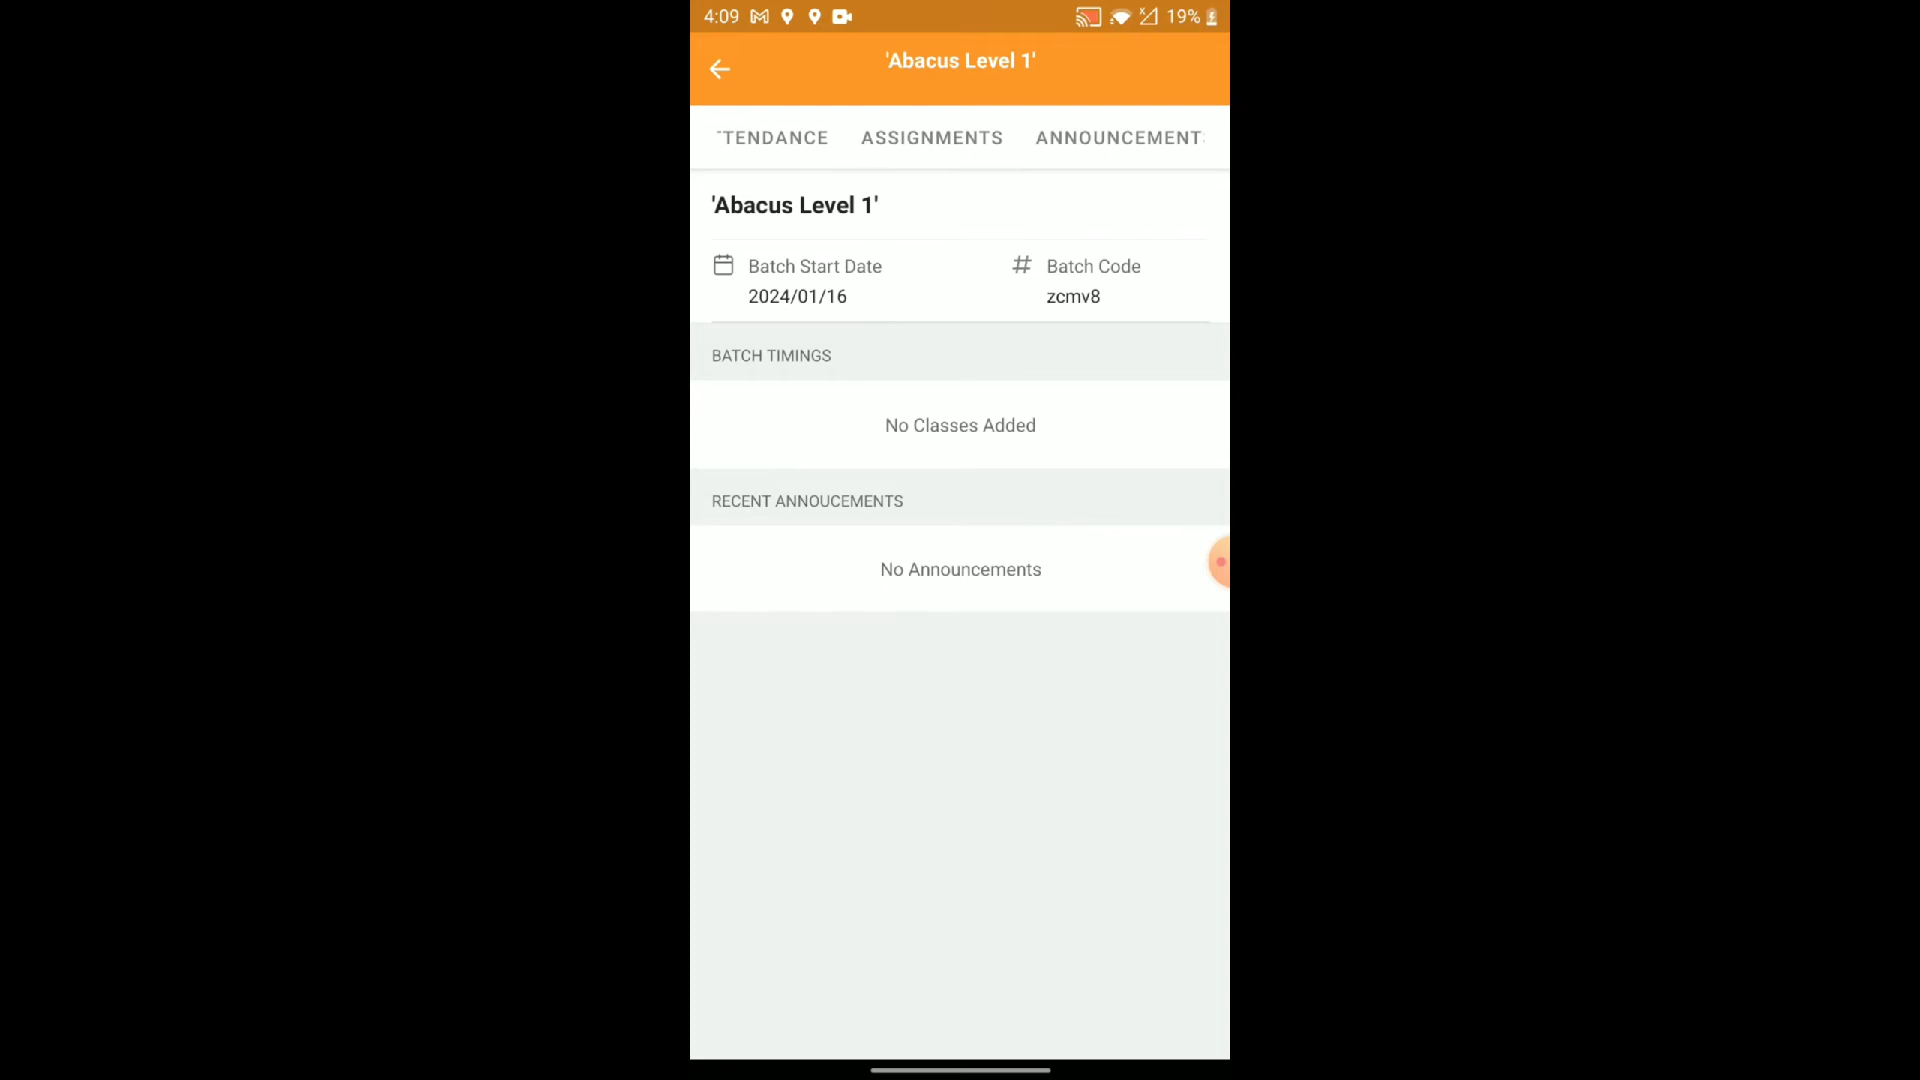 4:09
19%
'Abacus Level 1'
TENDANCE ASSIGNMENTS ANNOUNCEMENT
'Abacus Level 1'
Batch Start Date
2024/01/16
# Batch Code
zcmv8
BATCH TIMINGS
No Classes Added
RECENT ANNOUCEMENTS
No Announcements